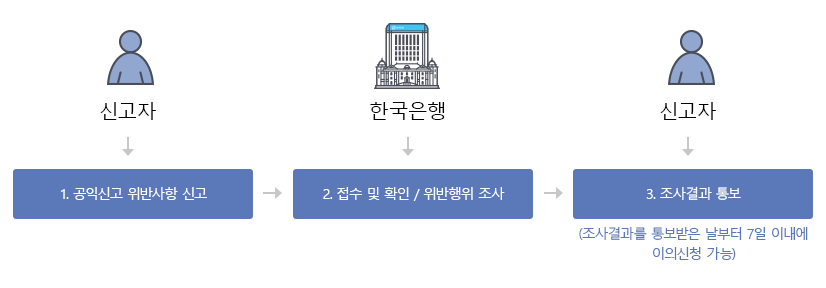 신고자
한국은행
신고자
1. 공익신고 위반사항 신고
2. 접수 및 확인 / 위반행위 조사
3. 조사결과 통보
(조사결과를 통보받은 날부터 7일 이내에
이의신청 가능)